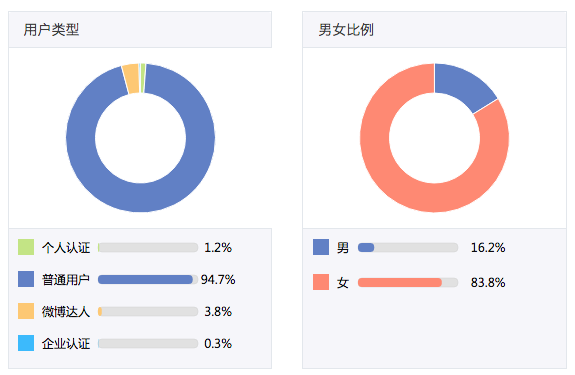 用户类型
个人认证 1.2%
普通用户 94.7%
微博达人 3.8%
企业认证 0.3%
男女比例
男 16.2%
女 83.8%